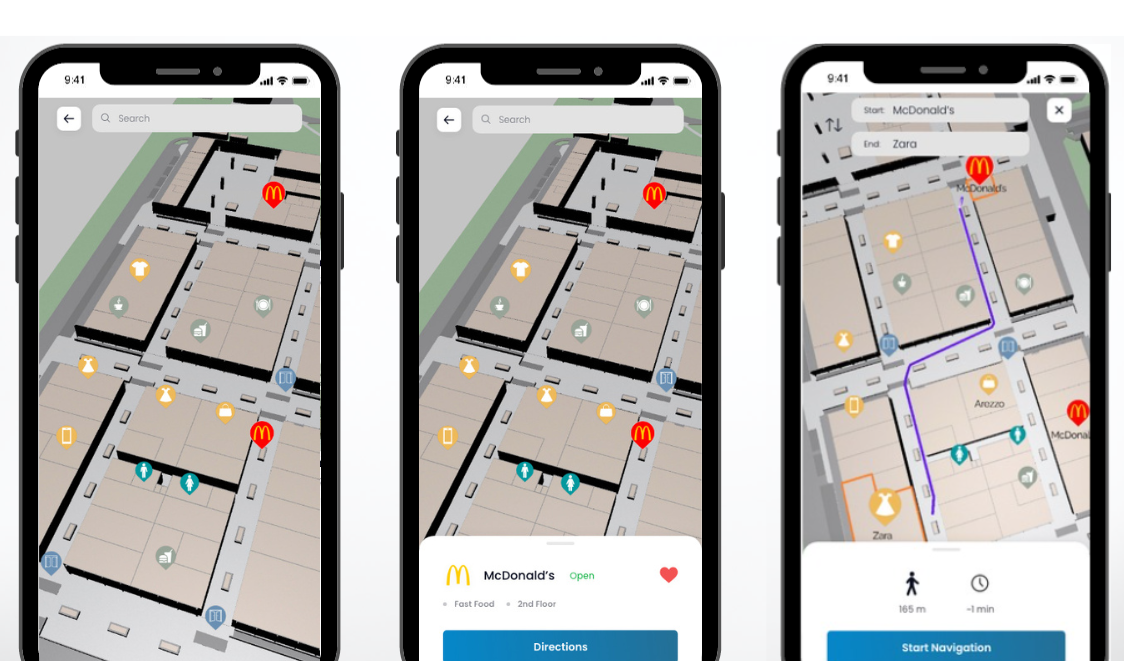 9:41
Search
9:41
Search
McDonald's Open
Fast Food 2nd Floor
Directions
9:41
Start: McDonald's
End: Zara
McDonald's
Arozzo
McDonal
Zara
165 m
~1 min
Start Navigation